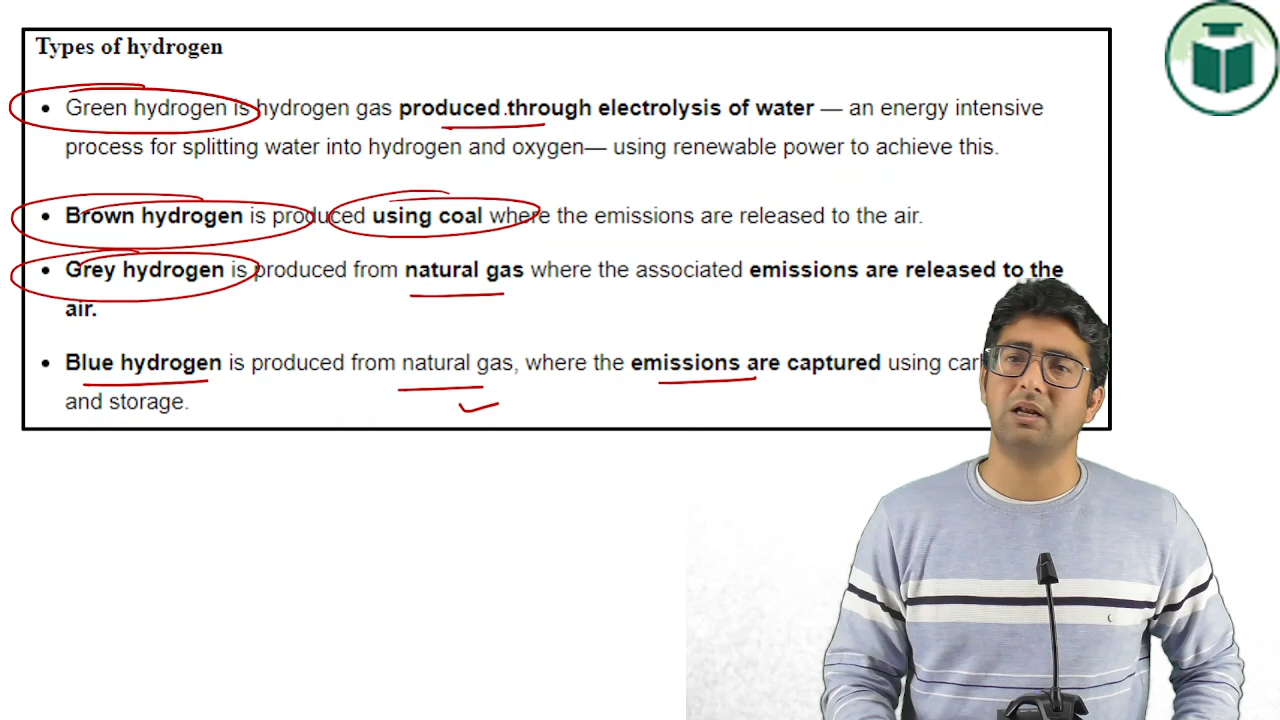 Types of hydrogen
• Green hydrogen is hydrogen gas produced through electrolysis of water — an energy intensive
process for splitting water into hydrogen and oxygen— using renewable power to achieve this.
• Brown hydrogen is produced using coal where the emissions are released to the air.
• Grey hydrogen is produced from natural gas where the associated emissions are released to the
air.
• Blue hydrogen is produced from natural gas, where the emissions are captured using
and storage.